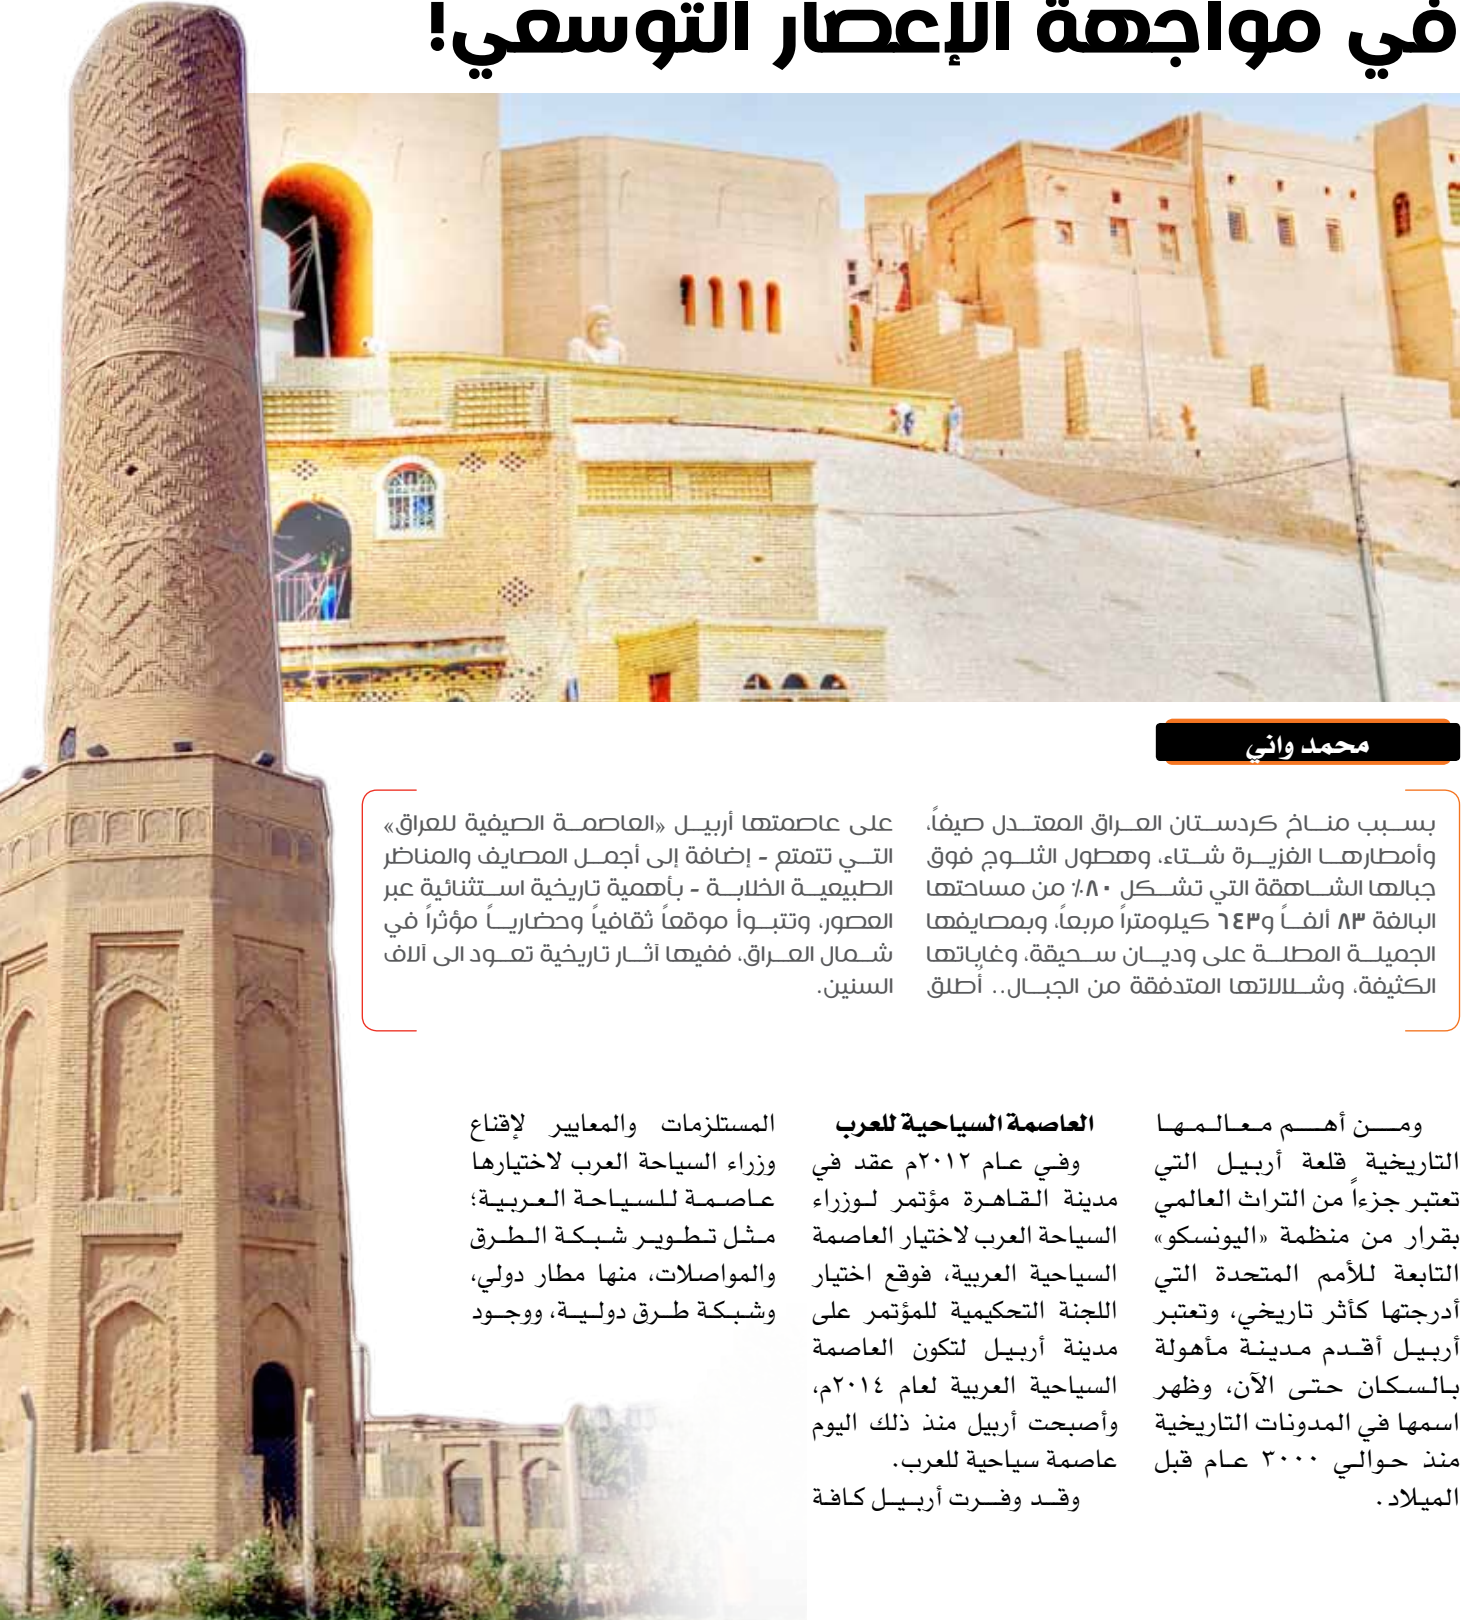 في مواجهة الإعصار التوسعي!
محمد واني
بسبب مناخ كردستان العراق المعتدل صيفاً،
وأمطارها الغزيرة شتاء، وهطول الثلوج فوق
جبالها الشاهقة التي تشكل ٨٠٪ من مساحتها
البالغة ٨٣ ألفاً و٦٤٣ كيلومتراً مربعاً، وبمصايفها
الجميلة المطلة على وديان سحيقة، وغاباتها
الكثيفة، وشلالاتها المتدفقة من الجبال.. أُطلق
على عاصمتها أربيل «العاصمة الصيفية للعراق»
التي تتمتع - إضافة إلى أجمل المصايف والمناظر
الطبيعية الخلابة - بأهمية تاريخية استثنائية عبر
العصور، وتتبوأ موقعاً ثقافياً وحضارياً مؤثراً في
شمال العراق، ففيها آثار تاريخية تعود الى آلاف
السنين.
ومن أهم معالمها
التاريخية قلعة أربيل التي
تعتبر جزءاً من التراث العالمي
بقرار من منظمة «اليونسكو»
التابعة للأمم المتحدة التي
أدرجتها كأثر تاريخي، وتعتبر
أربيل أقدم مدينة مأهولة
بالسكان حتى الآن، وظهر
اسمها في المدونات التاريخية
منذ حوالي ٣٠٠٠ عام قبل
الميلاد.
العاصمة السياحية للعرب
وفي عام ٢٠١٢م عقد في
مدينة القاهرة مؤتمر لوزراء
السياحة العرب لاختيار العاصمة
السياحية العربية، فوقع اختيار
اللجنة التحكيمية للمؤتمر على
مدينة أربيل لتكون العاصمة
السياحية العربية لعام ٢٠١٤م،
وأصبحت أربيل منذ ذلك اليوم
عاصمة سياحية للعرب.
وقد وفرت أربيل كافة
المستلزمات والمعايير لإقناع
وزراء السياحة العرب لاختيارها
عاصمة للسياحة العربية؛
مثل تطوير شبكة الطرق
والمواصلات، منها مطار دولي،
وشبكة طرق دولية، ووجود